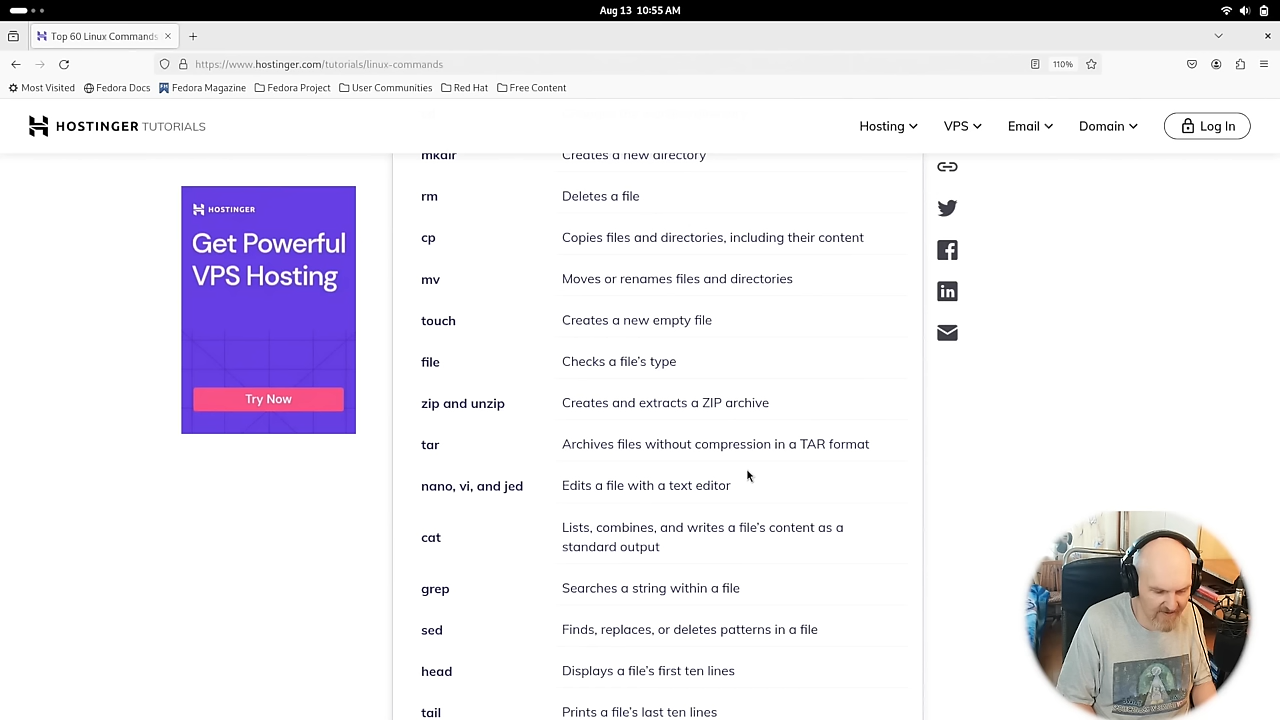 Aug 13 10:55 AM
Top 60 Linux Commands
https://www.hostinger.com/tutorials/linux-commands
110%
Most Visited
Fedora Docs
Fedora Magazine
Fedora Project
User Communities
Red Hat
Free Content
HOSTINGER TUTORIALS
Hosting
VPS
Email
Domain
Log In
HOSTINGER
Get Powerful
VPS Hosting
Try Now
mkdir Creates a new directory
rm Deletes a file
cp Copies files and directories, including their content
mv Moves or renames files and directories
touch Creates a new empty file
file Checks a file’s type
zip and unzip Creates and extracts a ZIP archive
tar Archives files without compression in a TAR format
nano, vi, and jed Edits a file with a text editor
cat Lists, combines, and writes a file’s content as a
standard output
grep Searches a string within a file
sed Finds, replaces, or deletes patterns in a file
head Displays a file’s first ten lines
tail Prints a file’s last ten lines